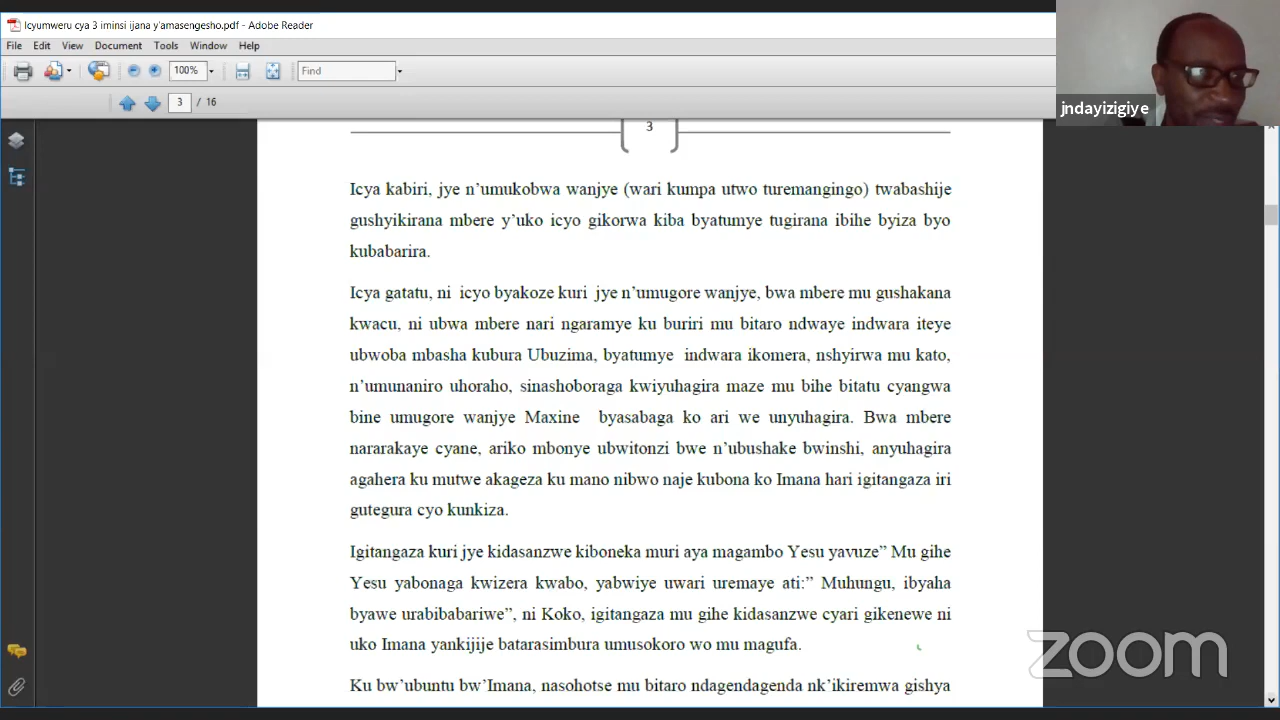 Icyumweru cya 3 iminsi ijana y'amasengesho.pdf - Adobe Reader
File Edit View Document Tools Window Help
100% Find
3 / 16
jndayizigiye
3
Icya kabiri, jye n’umukobwa wanjye (wari kumpa utwo turemangingo) twabashije
gushyikirana mbere y’uko icyo gikorwa kiba byatumye tugirana ibihe byiza byo
kubabarira.
Icya gatatu, ni icyo byakoze kuri jye n’umugore wanjye, bwa mbere mu gushakana
kwacu, ni ubwa mbere nari ngaramye ku buriri mu bitaro ndwaye indwara iteye
ubwoba mbasha kubura Ubuzima, byatumye indwara ikomera, nshyirwa mu kato,
n’umunaniro uhoraho, sinashoboraga kwiyuhagira maze mu bihe bitatu cyangwa
bine umugore wanjye Maxine byasabaga ko ari we unyuhagira. Bwa mbere
nararakaye cyane, ariko mbonye ubwitonzi bwe n’ubushake bwinshi, anyuhagira
agahera ku mutwe akageza ku mano nibwo naje kubona ko Imana hari igitangaza iri
gutegura cyo kunkiza.
Igitangaza kuri jye kidasanzwe kiboneka muri aya magambo Yesu yavuze” Mu gihe
Yesu yabonaga kwizera kwabo, yabwiye uwari uremaye ati:” Muhungu, ibyaha
byawe urabibabariwe”, ni Koko, igitangaza mu gihe kidasanzwe cyari gikenewe ni
uko Imana yankijije batarasimbura umusokoro wo mu magufa.
Ku bw’ubuntu bw’Imana, nasohotse mu bitaro ndagendagenda nk’ikiremwa gishya
zoom